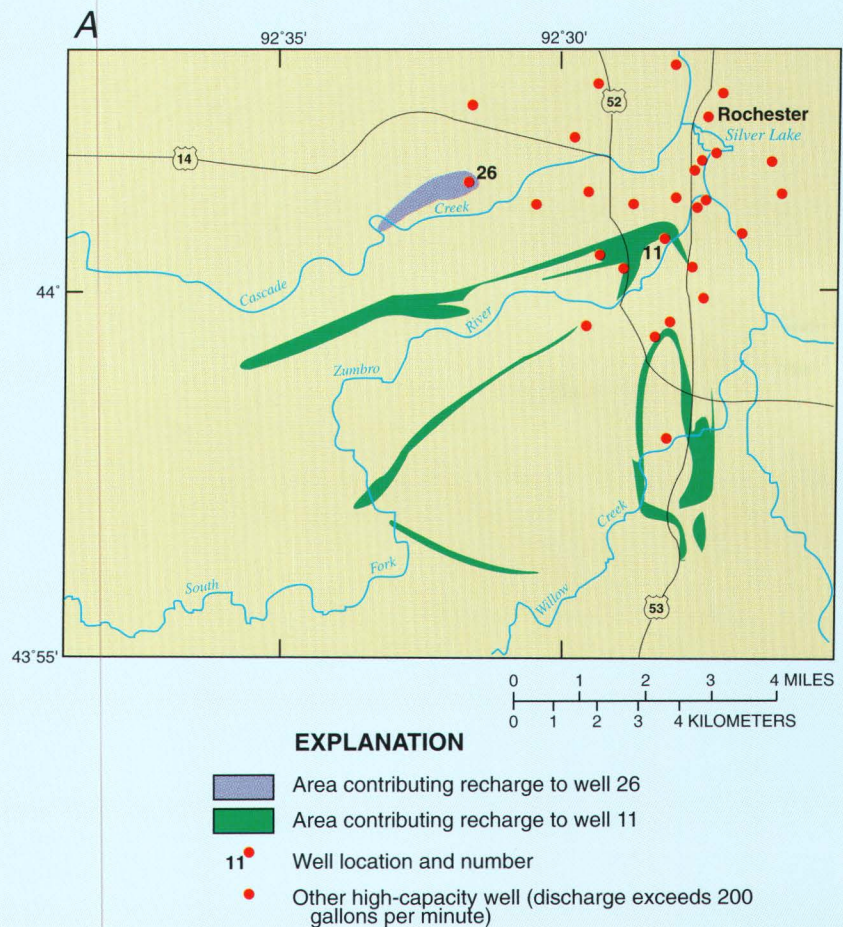 A
92°35'
92°30'
52
Rochester
Silver Lake
14
26
Creek
11
Cascade
44°
River
Zumbro
Creek
Fork
South
Willow
53
43°55'
0 1 2 3 4 MILES
0 1 2 3 4 KILOMETERS
EXPLANATION
Area contributing recharge to well 26
Area contributing recharge to well 11
11 Well location and number
Other high-capacity well (discharge exceeds 200
gallons per minute)